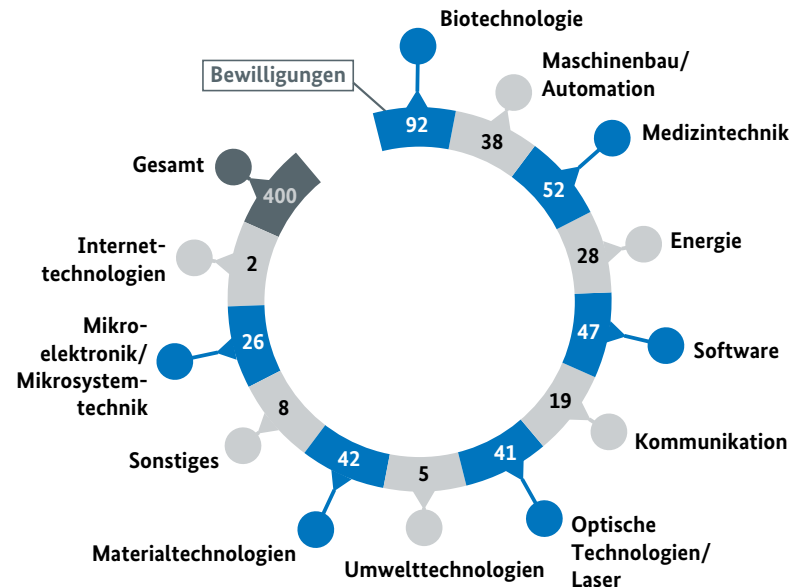 Bewilligungen
Biotechnologie
92
Maschinenbau/
Automation
38
Medizintechnik
52
Energie
28
Software
47
Kommunikation
19
Optische
Technologien/
Laser
41
Umwelttechnologien
5
Materialtechnologien
42
Sonstiges
8
Mikro-
elektronik/
Mikrosystem-
technik
26
Internet-
technologien
2
Gesamt
400